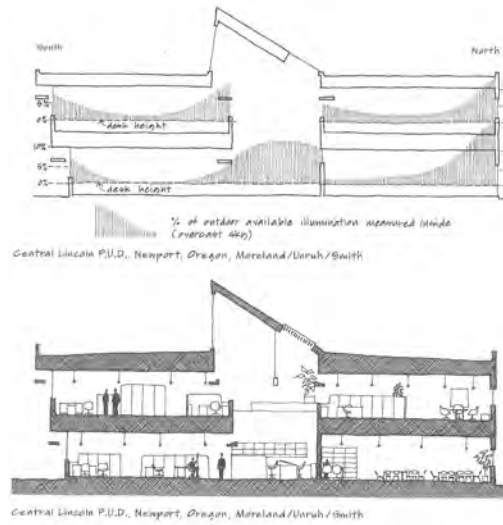 South
North
5%
0%
desk height
10%
5%
0%
desk height
% of outdoor available illumination measured inside
(overcast sky)
Central Lincoln P.U.D., Newport, Oregon, Moreland/Unruh/Smith
Central Lincoln P.U.D., Newport, Oregon, Moreland/Unruh/Smith